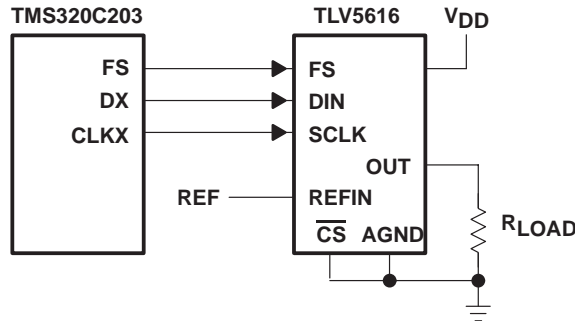 TMS320C203
TLV5616
VDD
FS
FS
DX
DIN
CLKX
SCLK
OUT
REF
REFIN
RLOAD
CS
AGND